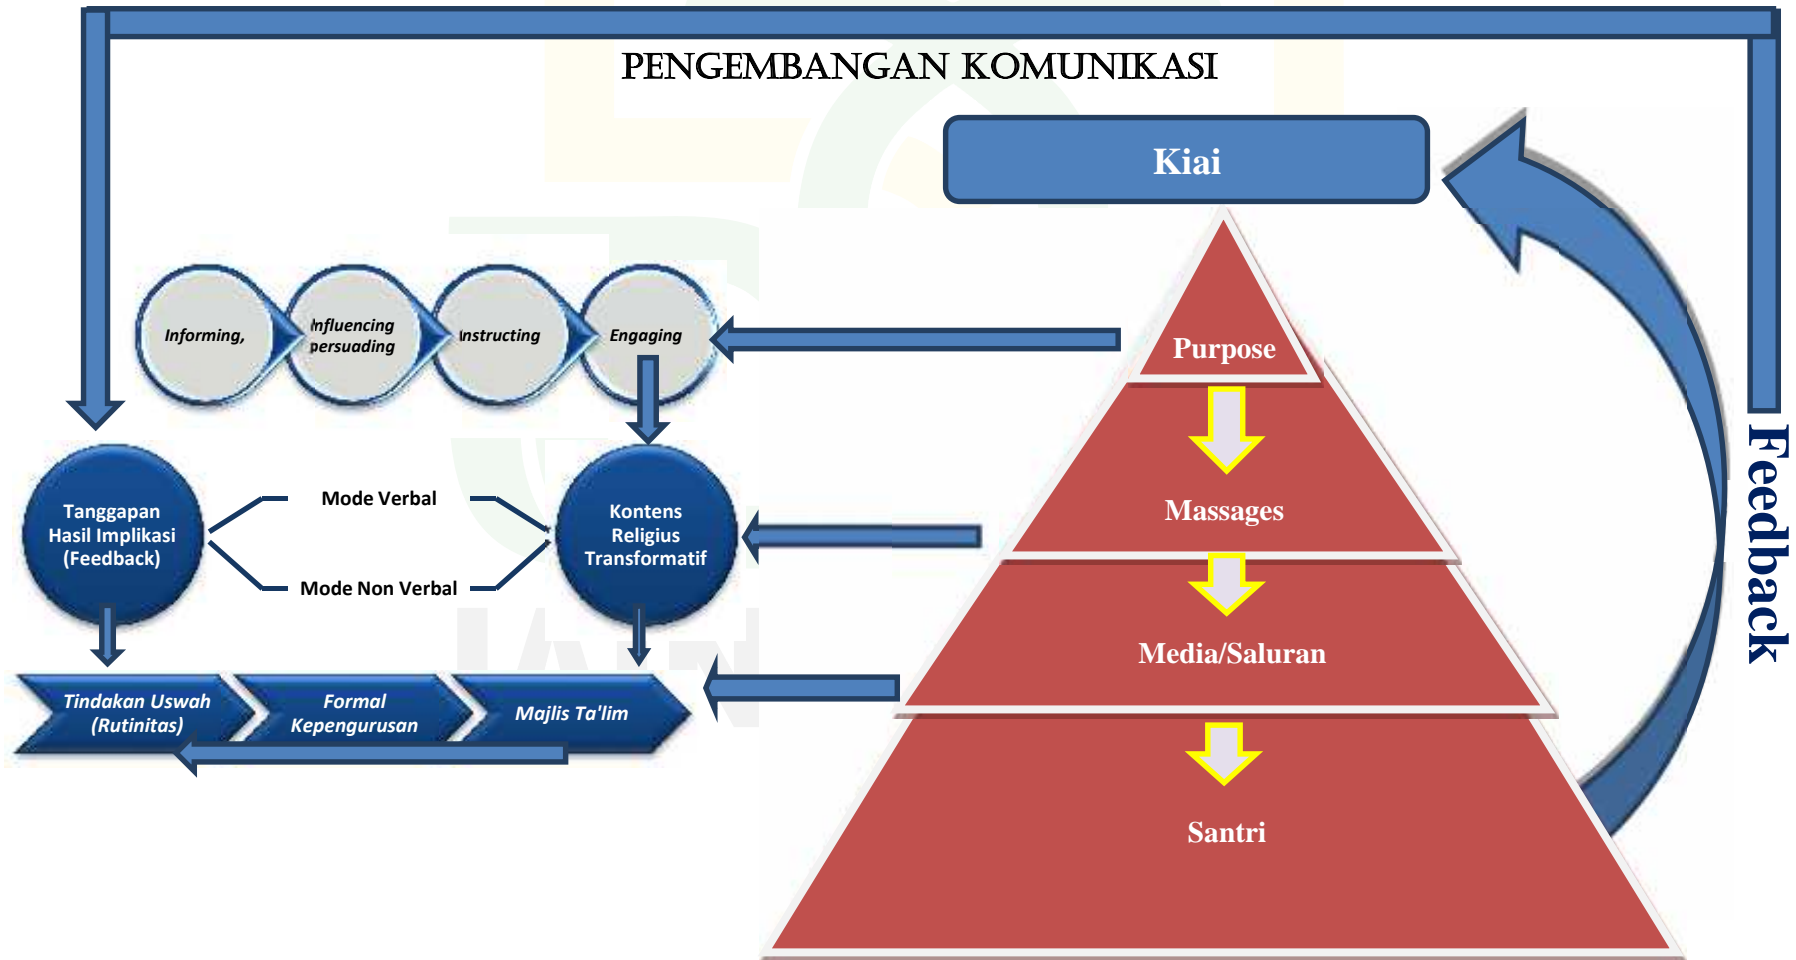 PENGEMBANGAN KOMUNIKASI
Kiai
Informing,
Influencing
persuading
Instructing
Engaging
Purpose
Tanggapan
Hasil Implikasi
(Feedback)
Mode Verbal
Mode Non Verbal
Kontens
Religius
Transformatif
Massages
Feedback
Media/Saluran
Tindakan Uswah
(Rutinitas)
Formal
Kepengurusan
Majlis Ta'lim
Santri
IAIN